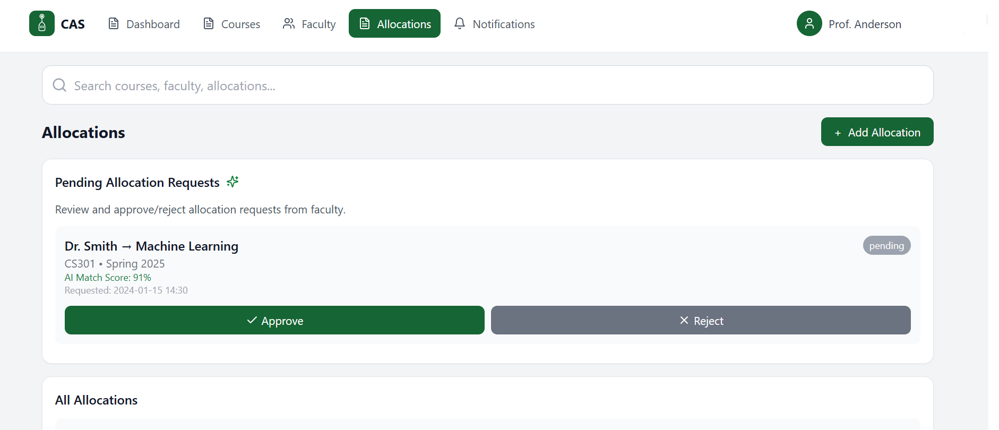 CAS Dashboard Courses Faculty Allocations Notifications Prof. Anderson
Search courses, faculty, allocations...
Allocations
+ Add Allocation
Pending Allocation Requests
Review and approve/reject allocation requests from faculty.
Dr. Smith → Machine Learning
pending
CS301 • Spring 2025
AI Match Score: 91%
Requested: 2024-01-15 14:30
Approve
Reject
All Allocations